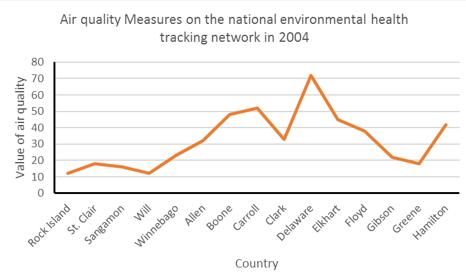 Air quality Measures on the national environmental health
tracking network in 2004
Value of air quality
80
70
60
50
40
30
20
10
0
Rock Island
St. Clair
Sangamon
Will
Winnebago
Allen
Boone
Carroll
Clark
Delaware
Elkhart
Floyd
Gibson
Greene
Hamilton
Country